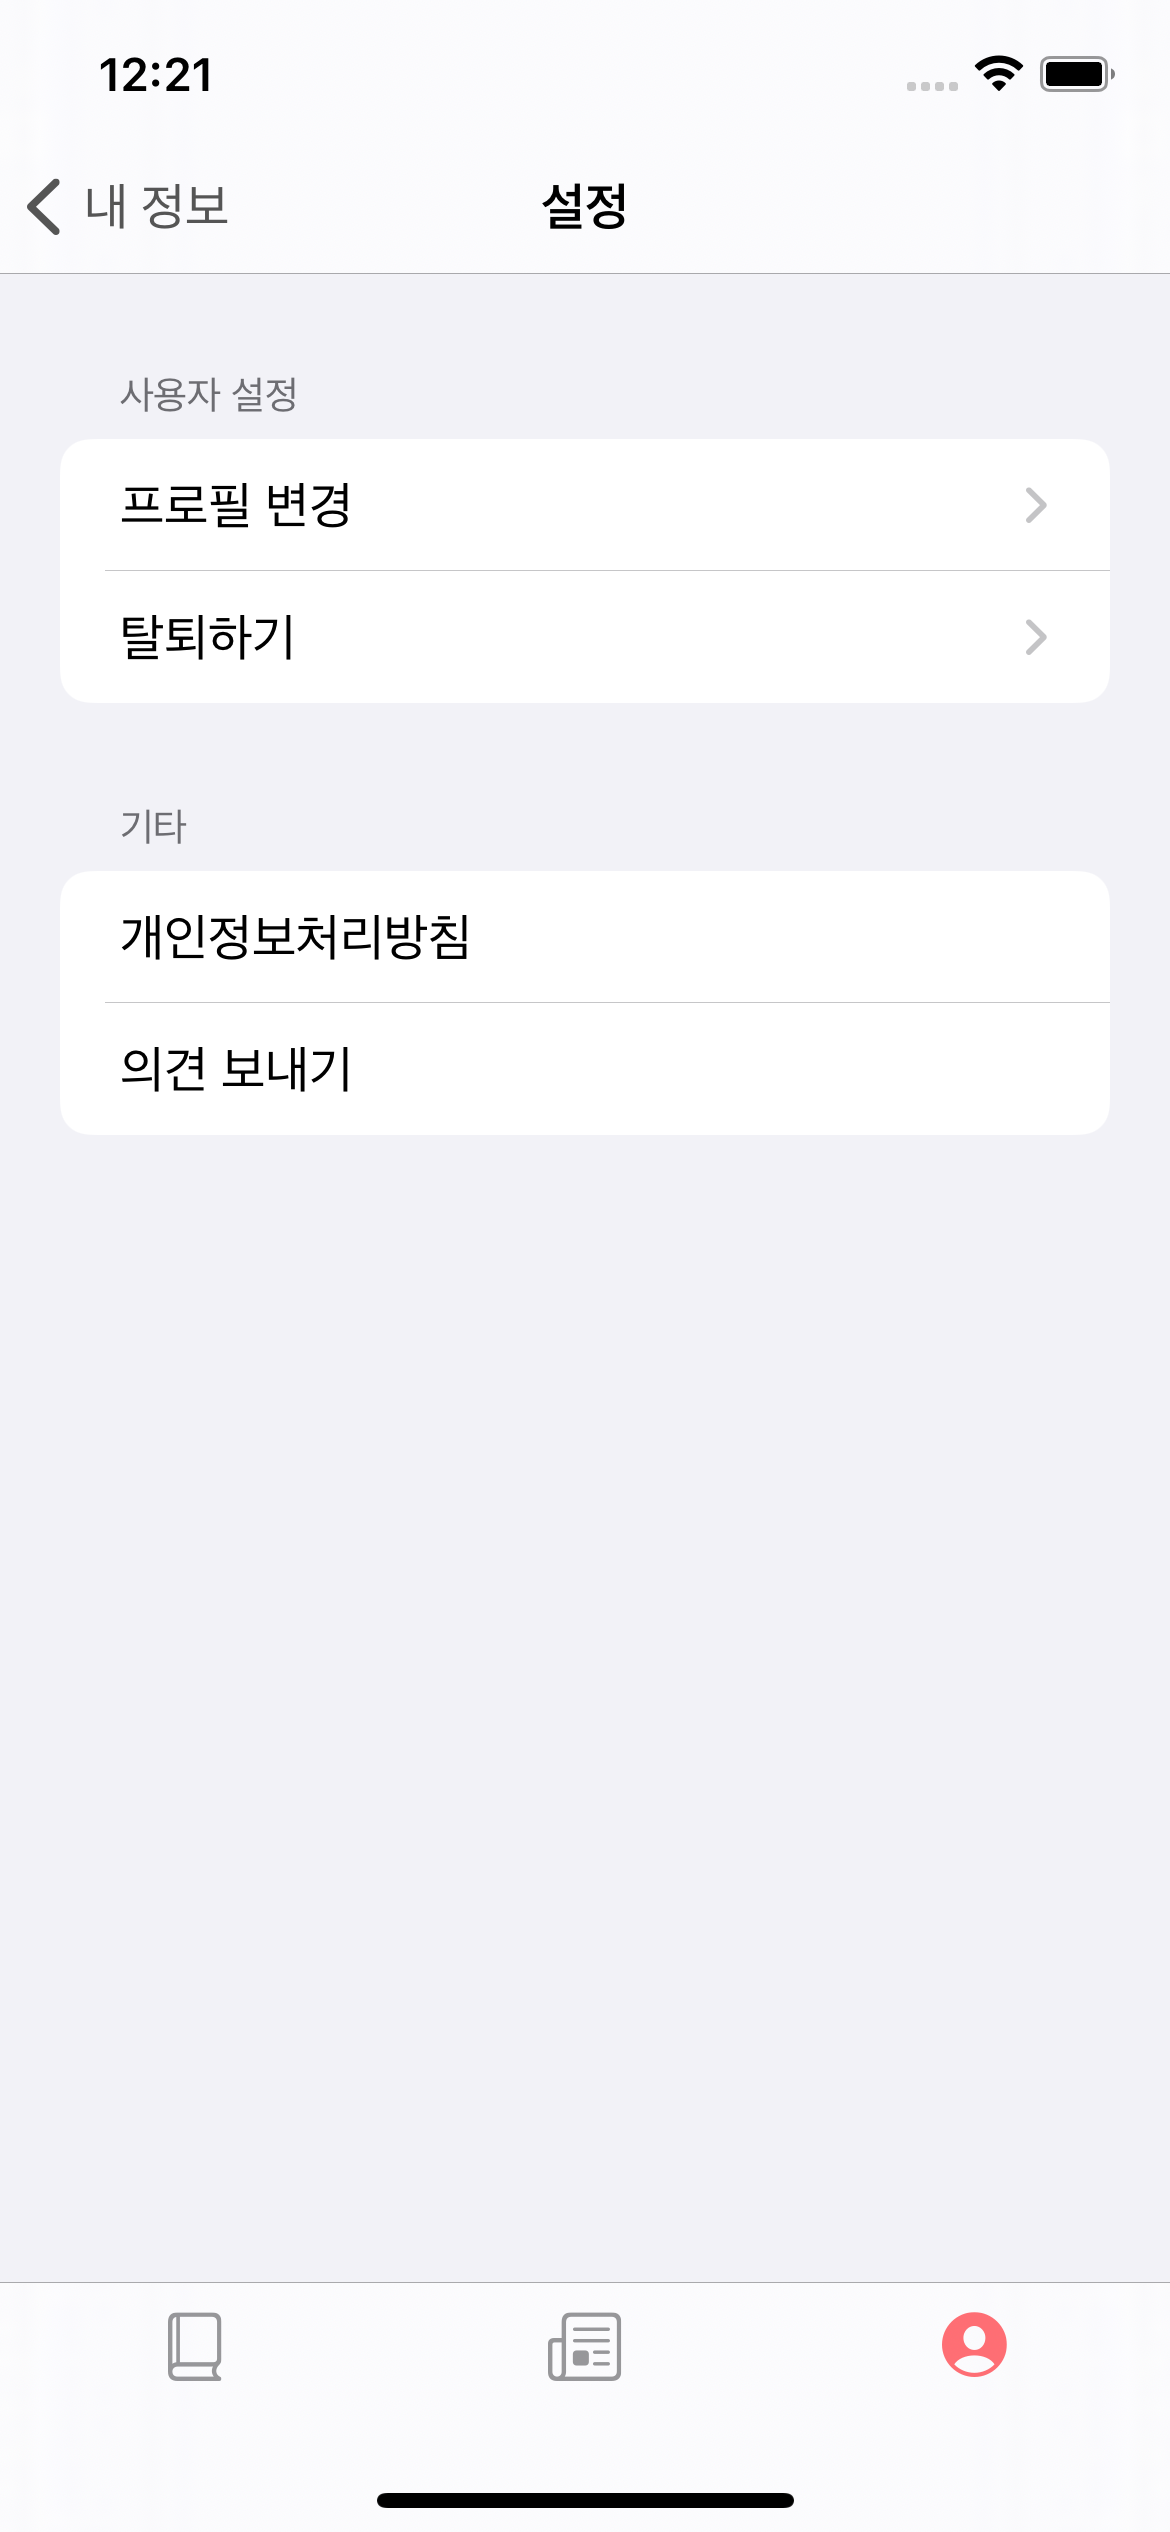 12:21
내 정보
설정
사용자 설정
프로필 변경
탈퇴하기
기타
개인정보처리방침
의견 보내기